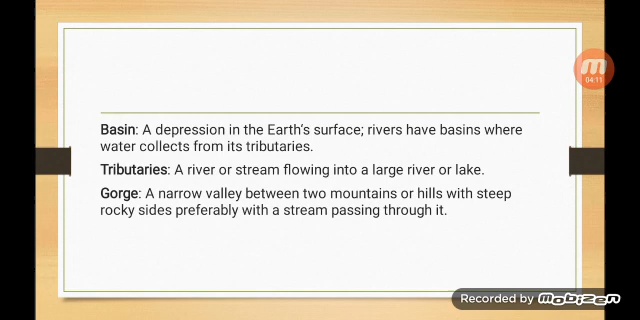 04:11
Basin: A depression in the Earth's surface; rivers have basins where
water collects from its tributaries.
Tributaries: A river or stream flowing into a large river or lake.
Gorge: A narrow valley between two mountains or hills with steep
rocky sides preferably with a stream passing through it.
Recorded by mobizen